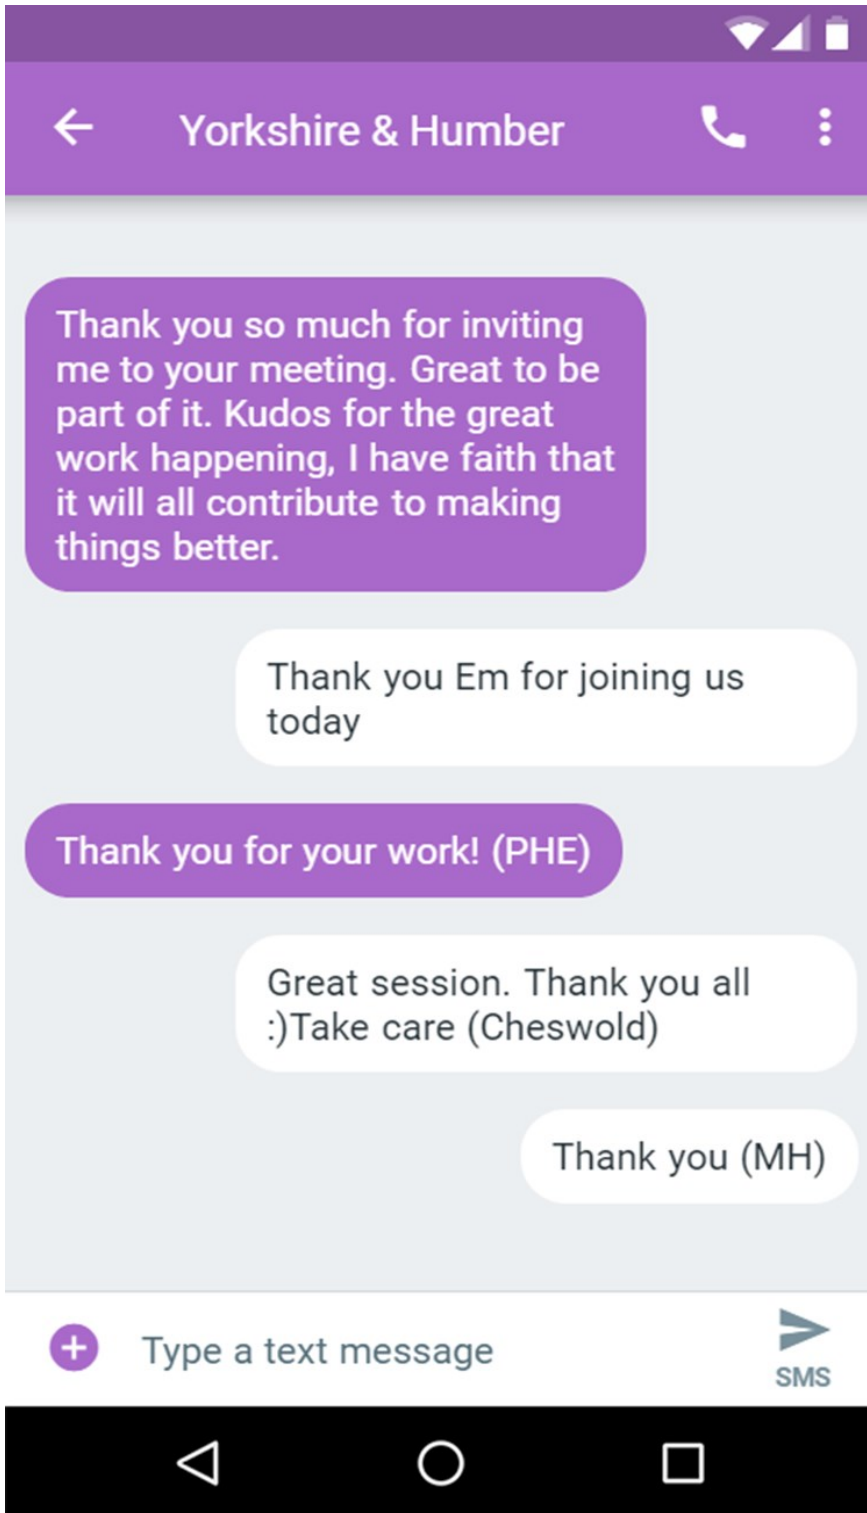 Yorkshire & Humber
Thank you so much for inviting
me to your meeting. Great to be
part of it. Kudos for the great
work happening, I have faith that
it will all contribute to making
things better.
Thank you Em for joining us
today
Thank you for your work! (PHE)
Great session. Thank you all
:)Take care (Cheswold)
Thank you (MH)
Type a text message
SMS